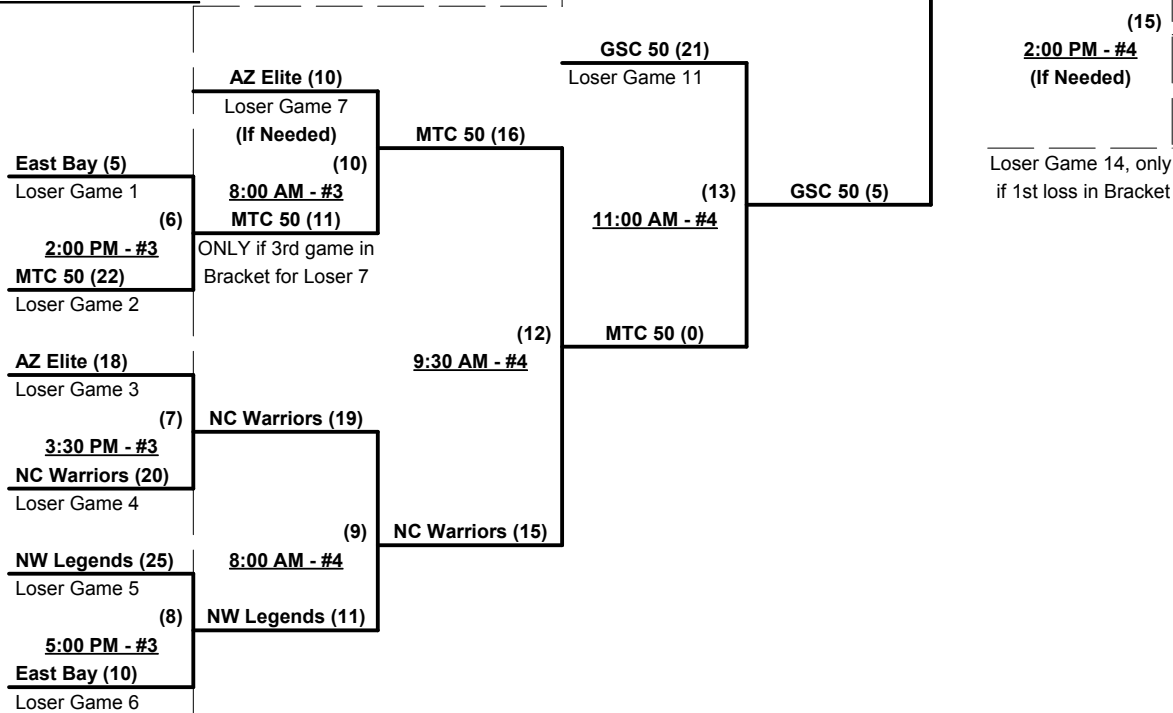 (15)
2:00 PM - #4
(If Needed)
Loser Game 14, only
if 1st loss in Bracket
GSC 50 (21)
Loser Game 11
(13)
11:00 AM - #4
GSC 50 (5)
AZ Elite (10)
Loser Game 7
(If Needed)
(10)
8:00 AM - #3
MTC 50 (11)
ONLY if 3rd game in
Bracket for Loser 7
MTC 50 (16)
East Bay (5)
Loser Game 1
(6)
2:00 PM - #3
MTC 50 (22)
Loser Game 2
(12)
9:30 AM - #4
MTC 50 (0)
AZ Elite (18)
Loser Game 3
(7)
3:30 PM - #3
NC Warriors (20)
Loser Game 4
NC Warriors (19)
(9)
8:00 AM - #4
NC Warriors (15)
NW Legends (25)
Loser Game 5
(8)
5:00 PM - #3
East Bay (10)
Loser Game 6
NW Legends (11)